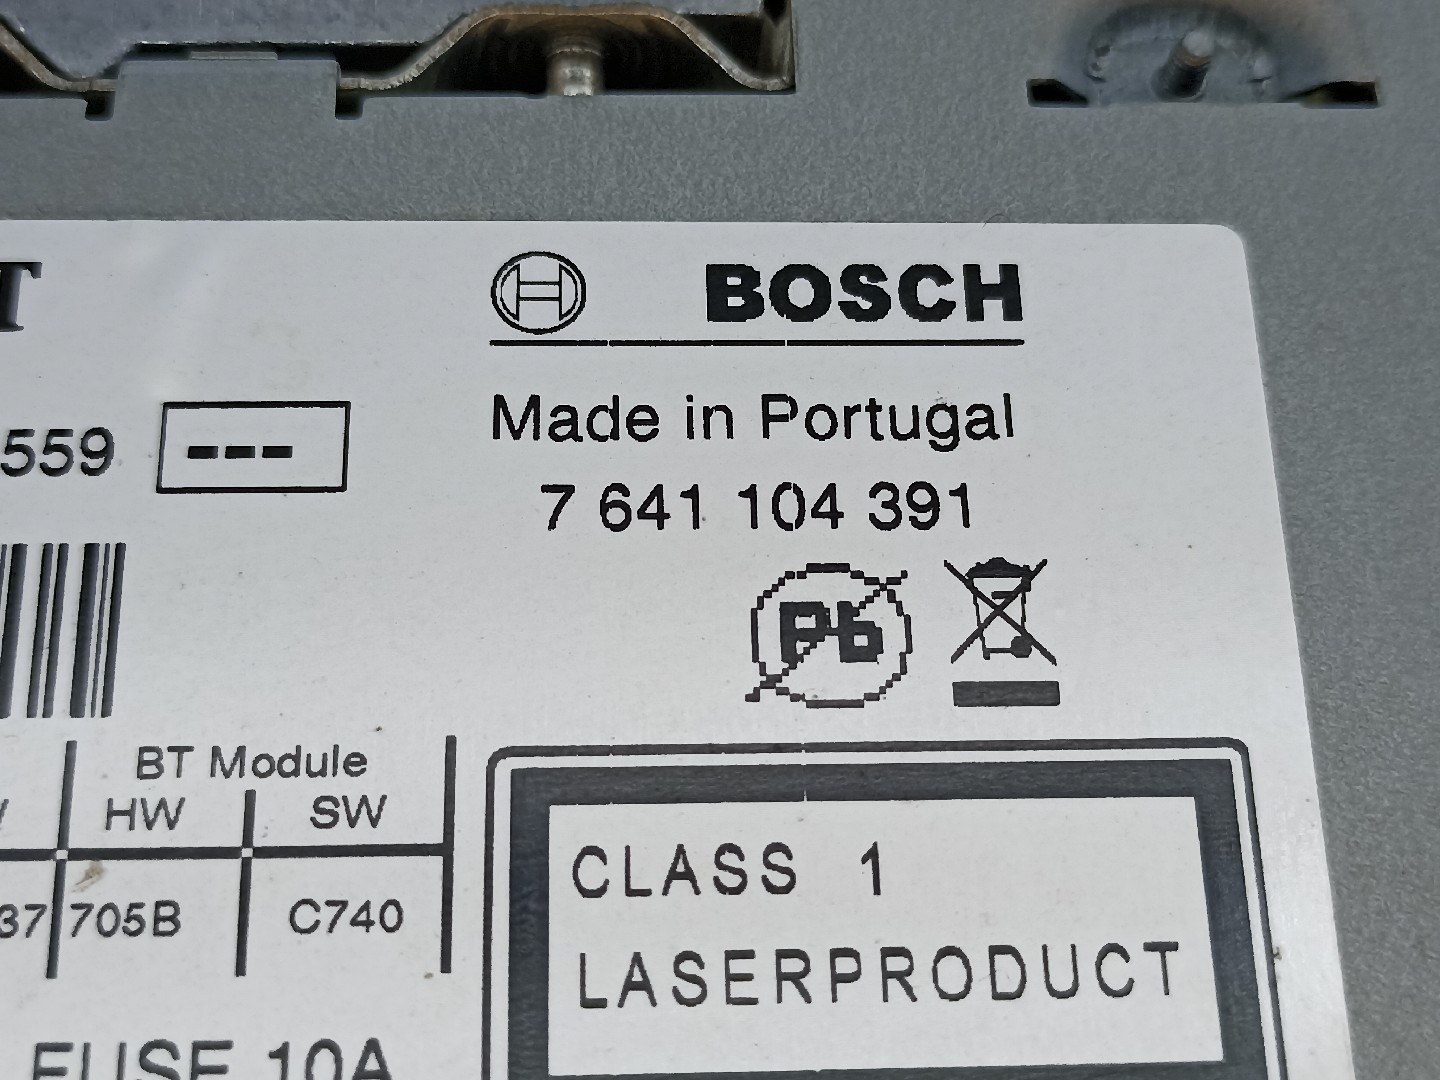 T
BOSCH
559 ---
Made in Portugal
7 641 104 391
Pb
BT Module
HW SW
37 705B C740
CLASS 1
LASERPRODUCT
FUSE 10A